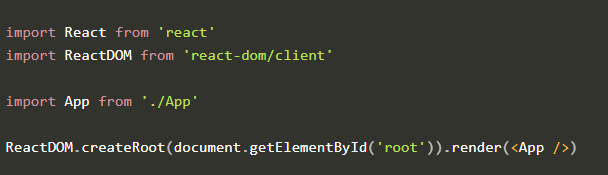 import React from 'react'
import ReactDOM from 'react-dom/client'
import App from './App'
ReactDOM.createRoot(document.getElementById('root')).render(<App />)